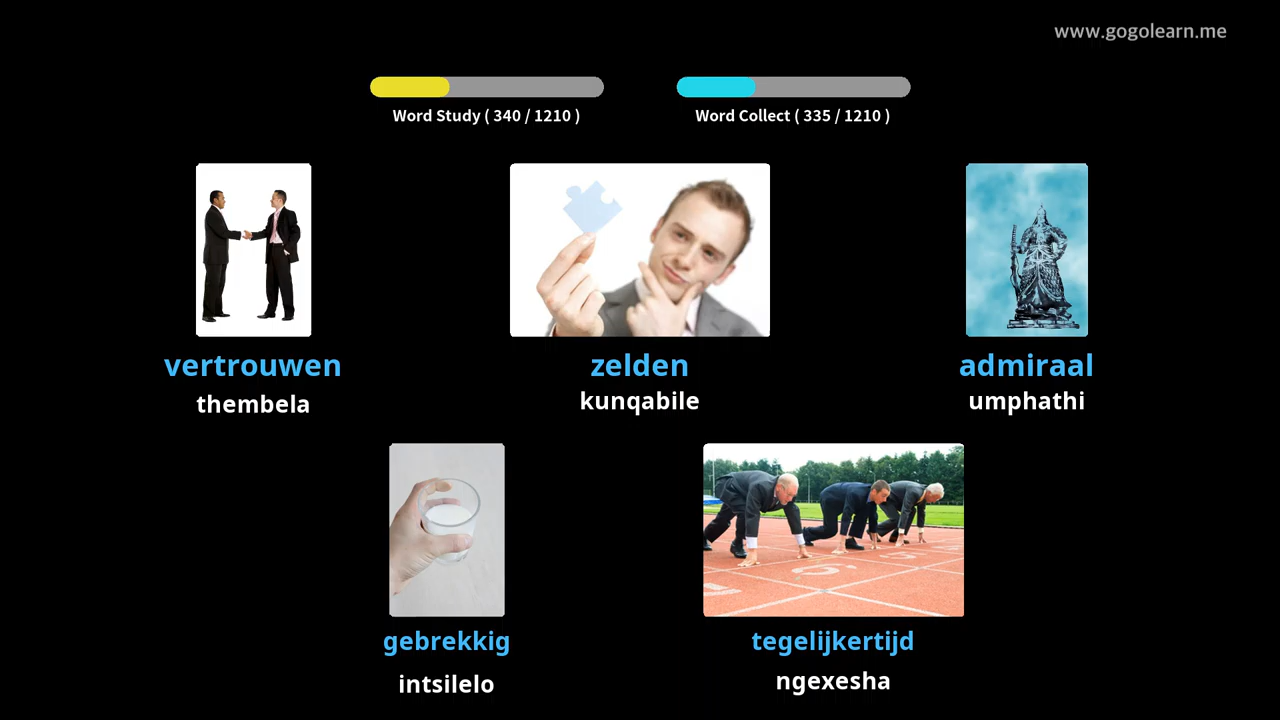 www.gogolearn.me
Word Study ( 340 / 1210 )
Word Collect ( 335 / 1210 )
vertrouwen
thembela
zelden
kunqabile
admiraal
umphathi
gebrekkig
intsilelo
tegelijkertijd
ngexesha